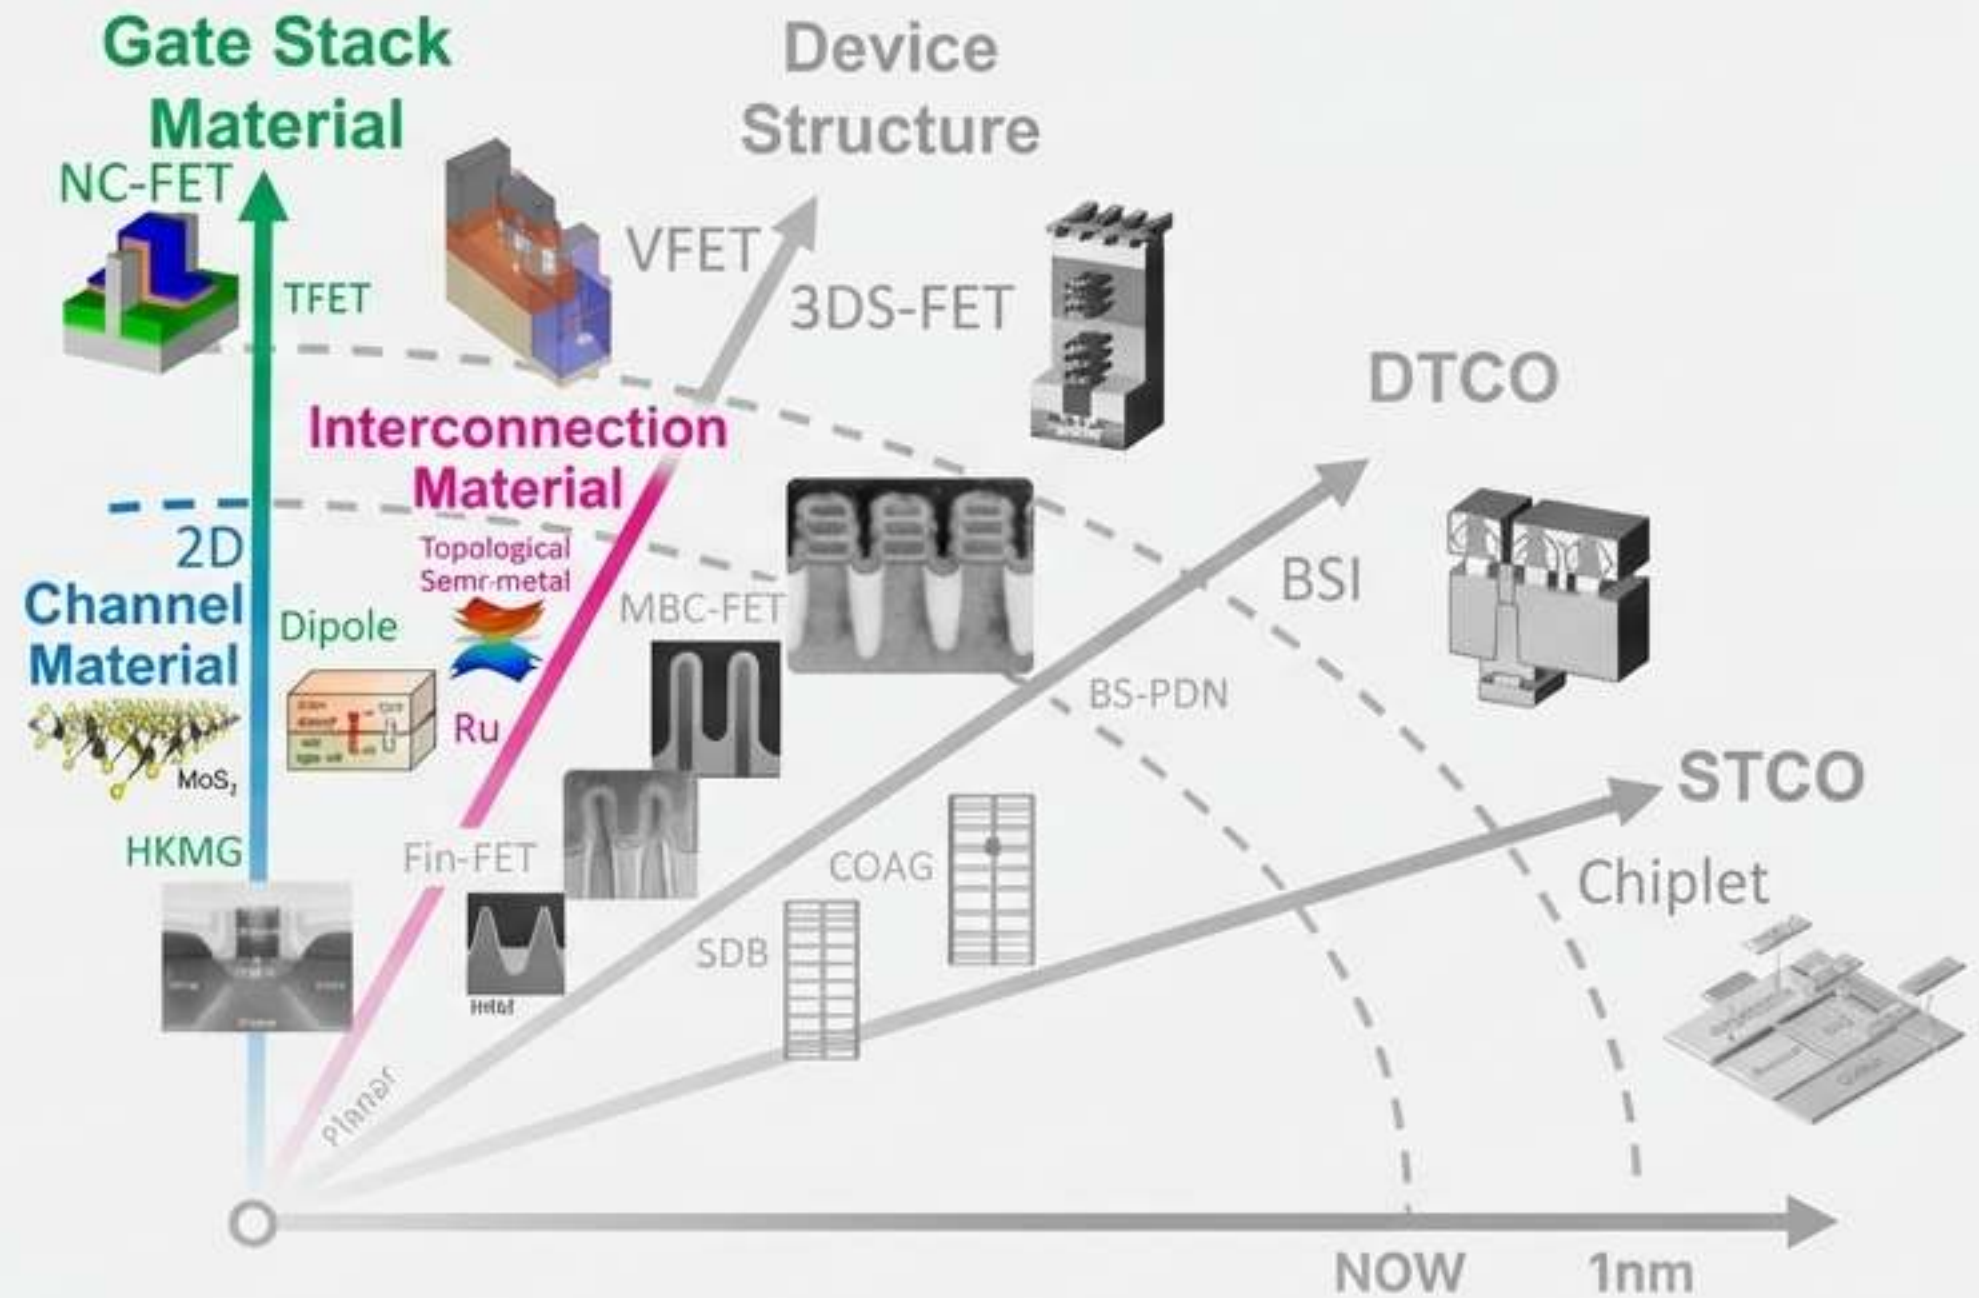 Gate Stack
Material
Device
Structure
NC-FET
TFET
VFET
3DS-FET
DTCO
Interconnection
Material
2D
Channel
Material
Topological
Semr-metal
Dipole
MBC-FET
BSI
MoS₂
Ru
BS-PDN
STCO
HKMG
Fin-FET
COAG
Chiplet
SDB
Planar
NOW
1nm